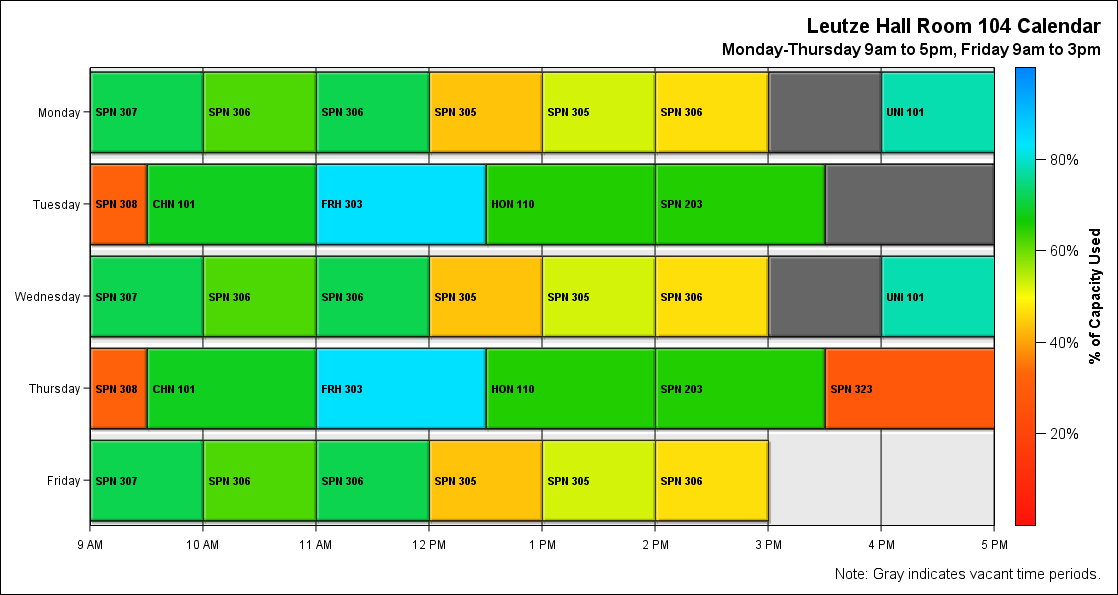 Leutze Hall Room 104 Calendar
Monday-Thursday 9am to 5pm, Friday 9am to 3pm
Monday
SPN 307 SPN 306 SPN 306 SPN 305 SPN 305 SPN 306 UNI 101
Tuesday
SPN 308 CHN 101 FRH 303 HON 110 SPN 203
Wednesday
SPN 307 SPN 306 SPN 306 SPN 305 SPN 305 SPN 306 UNI 101
Thursday
SPN 308 CHN 101 FRH 303 HON 110 SPN 203 SPN 323
Friday
SPN 307 SPN 306 SPN 306 SPN 305 SPN 305 SPN 306
9 AM 10 AM 11 AM 12 PM 1 PM 2 PM 3 PM 4 PM 5 PM
80%
60%
40%
20%
% of Capacity Used
Note: Gray indicates vacant time periods.